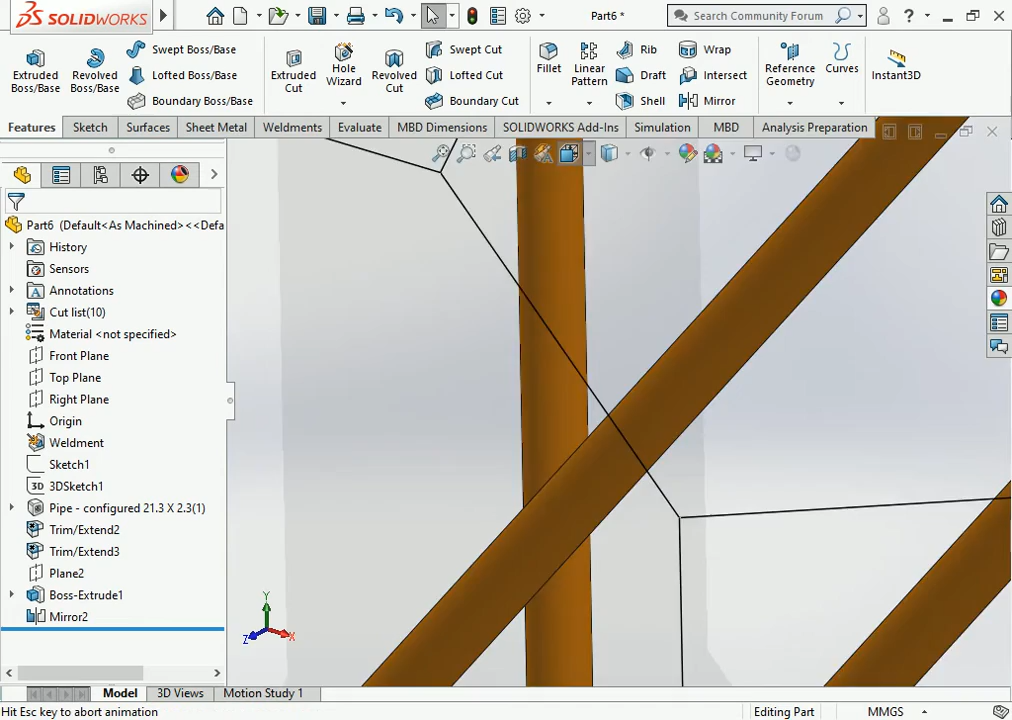 SOLIDWORKS
Part6 *
Search Community Forum
?
Extruded Boss/Base
Revolved Boss/Base
Swept Boss/Base
Lofted Boss/Base
Boundary Boss/Base
Extruded Cut
Hole Wizard
Revolved Cut
Swept Cut
Lofted Cut
Boundary Cut
Fillet
Linear Pattern
Rib
Draft
Shell
Wrap
Intersect
Mirror
Reference Geometry
Curves
Instant3D
Features
Sketch
Surfaces
Sheet Metal
Weldments
Evaluate
MBD Dimensions
SOLIDWORKS Add-Ins
Simulation
MBD
Analysis Preparation
Part6 (Default<As Machined><<Defa
History
Sensors
Annotations
Cut list(10)
Material <not specified>
Front Plane
Top Plane
Right Plane
Origin
Weldment
Sketch1
3D 3DSketch1
Pipe - configured 21.3 X 2.3(1)
Trim/Extend2
Trim/Extend3
Plane2
Boss-Extrude1
Mirror2
Y
Z
X
Model
3D Views
Motion Study 1
Hit Esc key to abort animation
Editing Part
MMGS